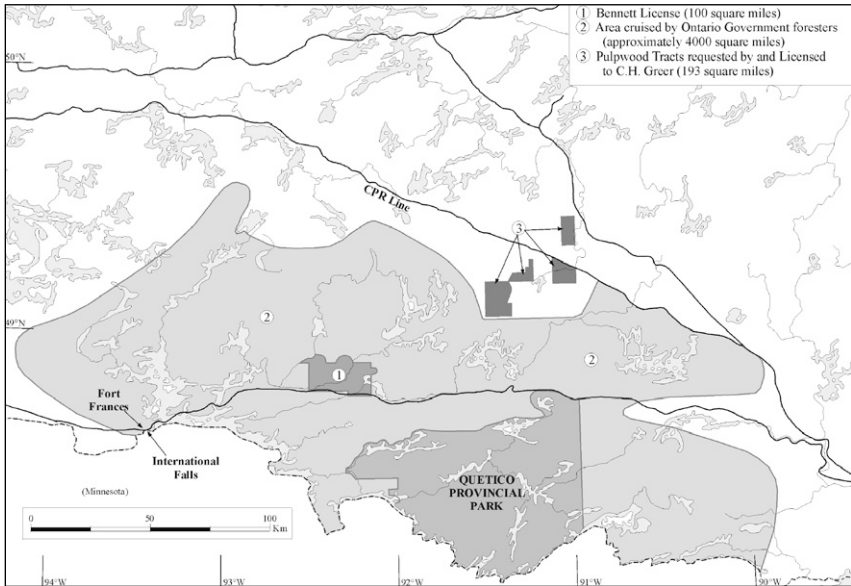 ① Bennett License (100 square miles)
② Area cruised by Ontario Government foresters
(approximately 4000 square miles)
③ Pulpwood Tracts requested by and Licensed
to C.H. Greer (193 square miles)
50°N
CPR Line
③
②
49°N
②
①
Fort
Frances
International
Falls
QUETICO
PROVINCIAL
PARK
(Minnesota)
0 50 100
Km
94°W 93°W 92°W 91°W 90°W